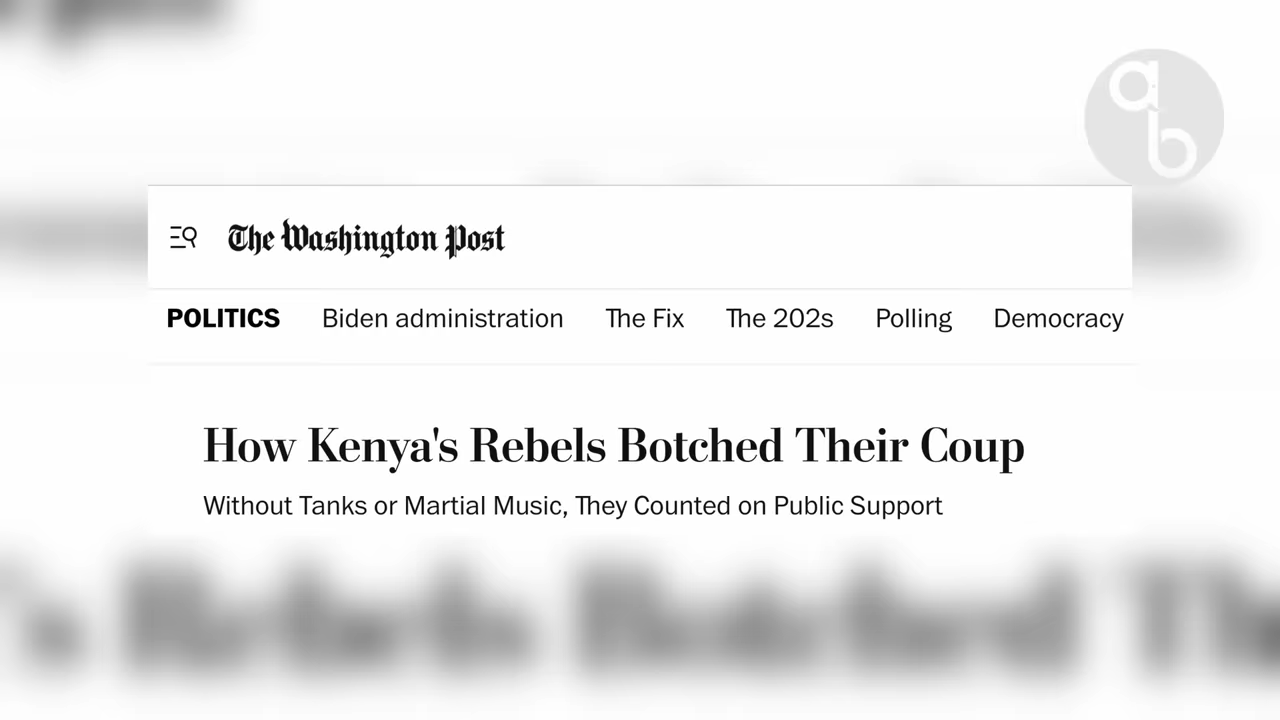 ab
The Washington Post
POLITICS Biden administration The Fix The 202s Polling Democracy
How Kenya's Rebels Botched Their Coup
Without Tanks or Martial Music, They Counted on Public Support